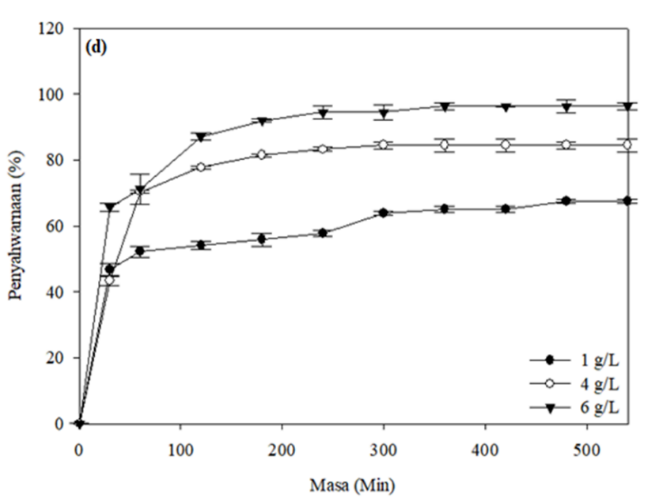 (d)
120
100
80
60
40
20
0
Penyahwarnaan (%)
0 100 200 300 400 500
Masa (Min)
1 g/L
4 g/L
6 g/L